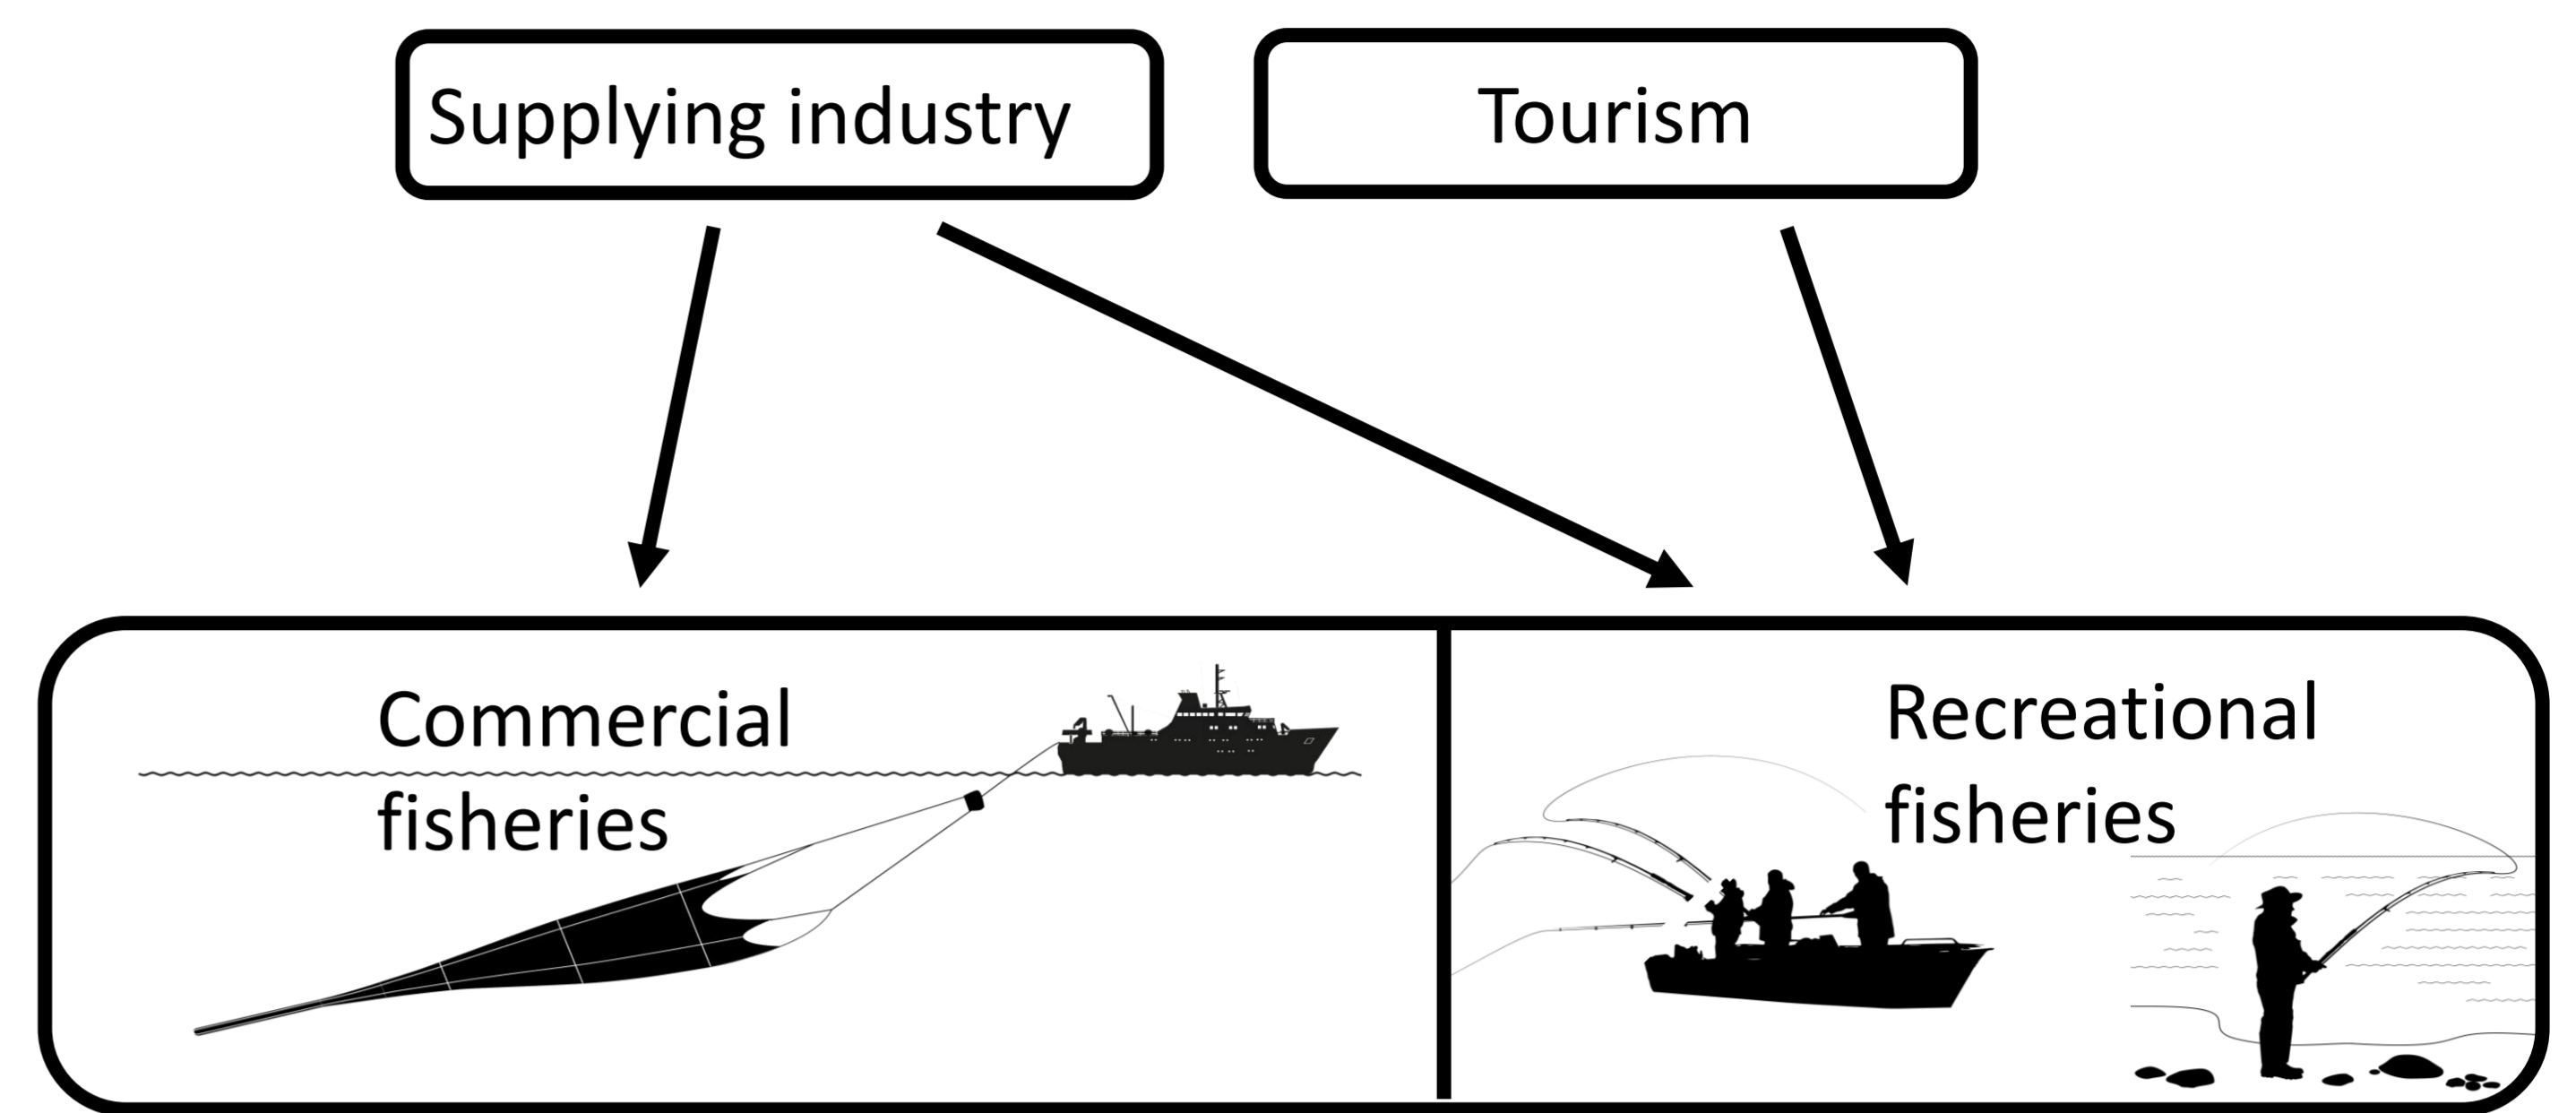 Supplying industry
Tourism
Commercial
fisheries
Recreational
fisheries